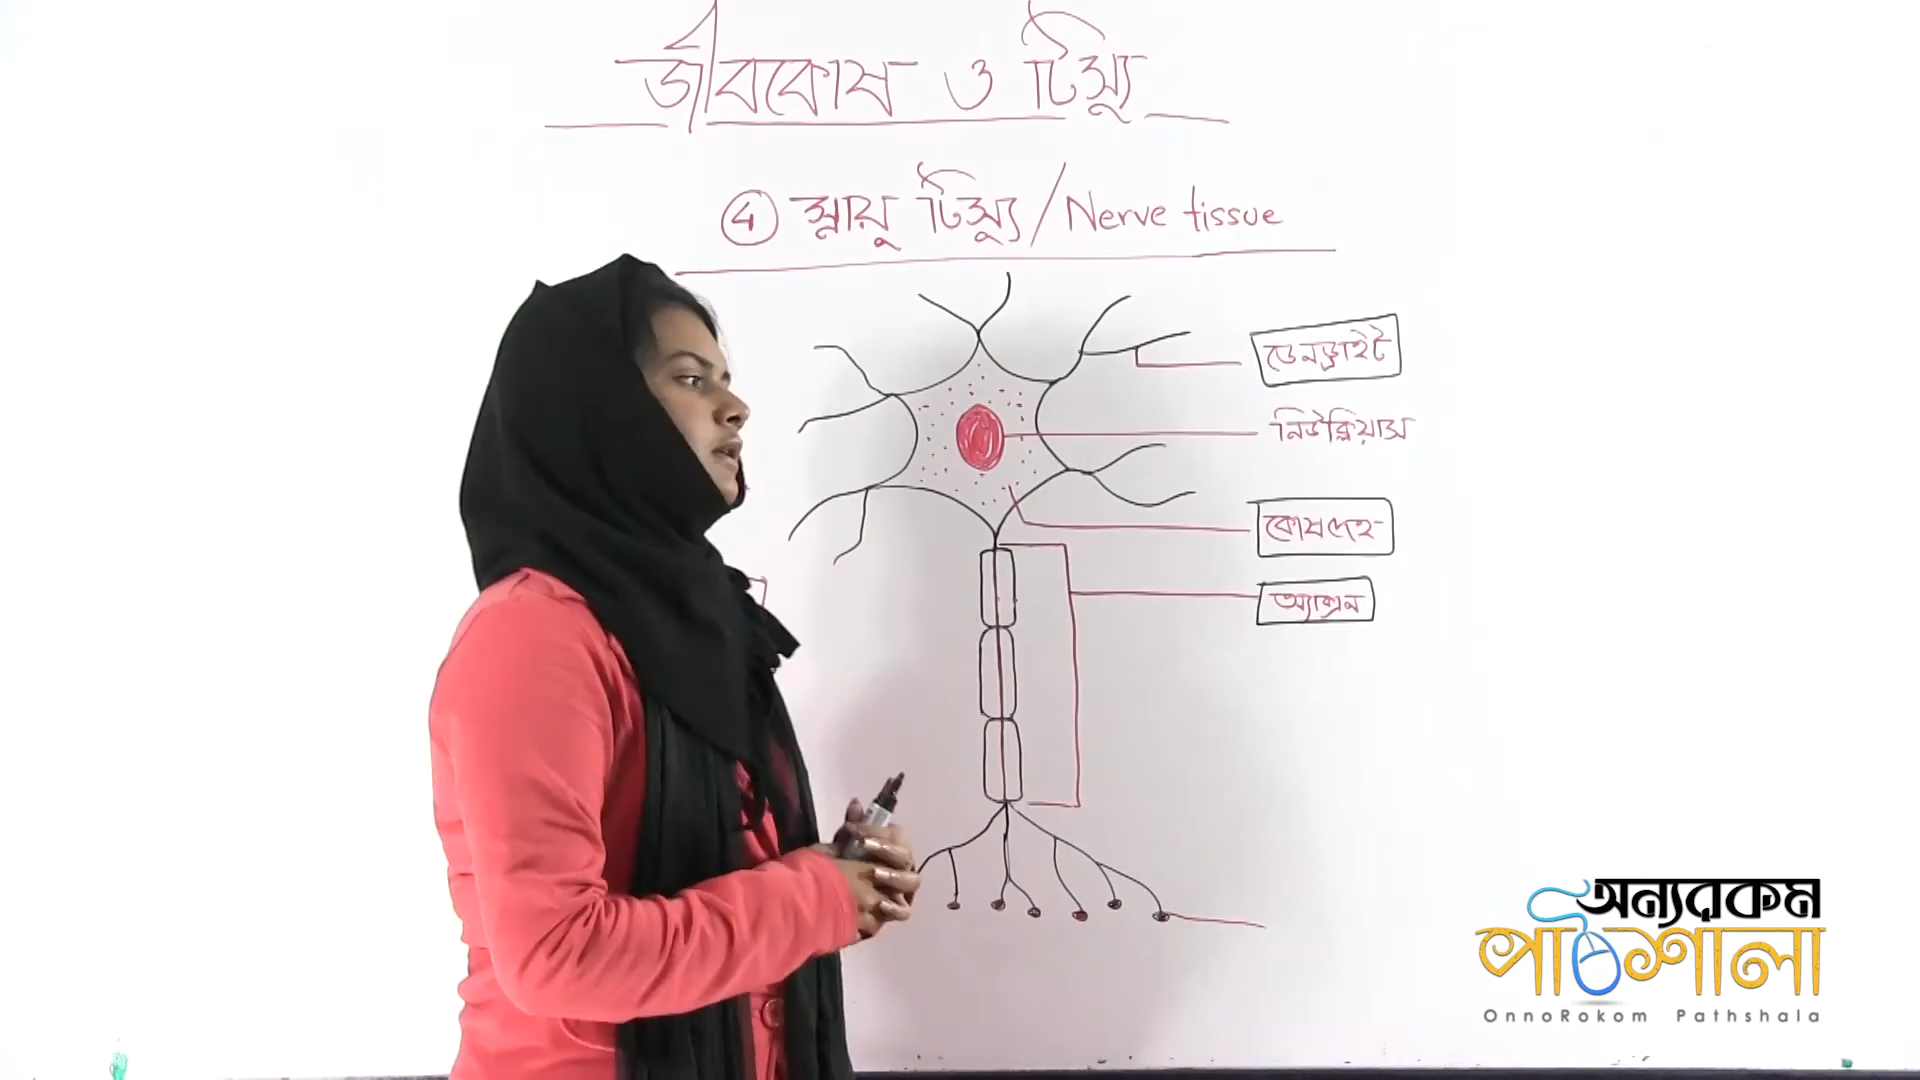 জীবকোষ ও টিস্যু
④ স্নায়ু টিস্যু / Nerve tissue
ডেনড্রাইট
নিউক্লিয়াস
কোষদেহ
অ্যাক্সন
অন্যরকম
পাঠশালা
OnnoRokom Pathshala